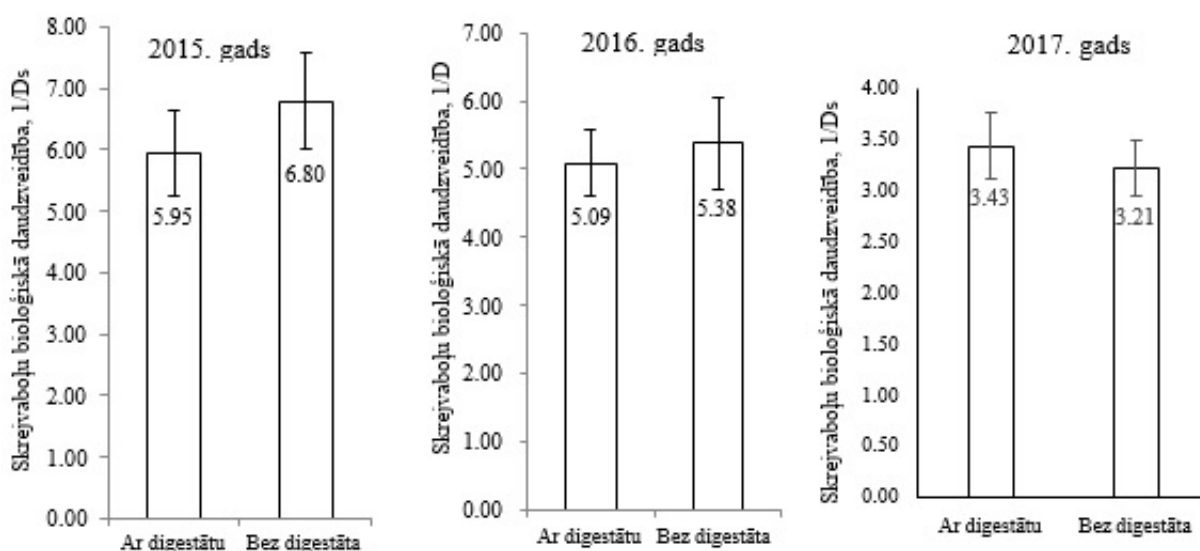 2015. gads
Skrejvaboļu bioloģiskā daudzveidība, 1/Ds
8.00
7.00
6.00
5.00
4.00
3.00
2.00
1.00
0.00
5.95
6.80
Ar digestātu
Bez digestāta
2016. gads
Skrejvaboļu bioloģiskā daudzveidība, 1/D
7.00
6.00
5.00
4.00
3.00
2.00
1.00
0.00
5.09
5.38
Ar digestātu
Bez digestāta
2017. gads
Skrejvaboļu bioloģiskā daudzveidība, 1/Ds
4.00
3.50
3.00
2.50
2.00
1.50
1.00
0.50
0.00
3.43
3.21
Ar digestātu
Bez digestāta